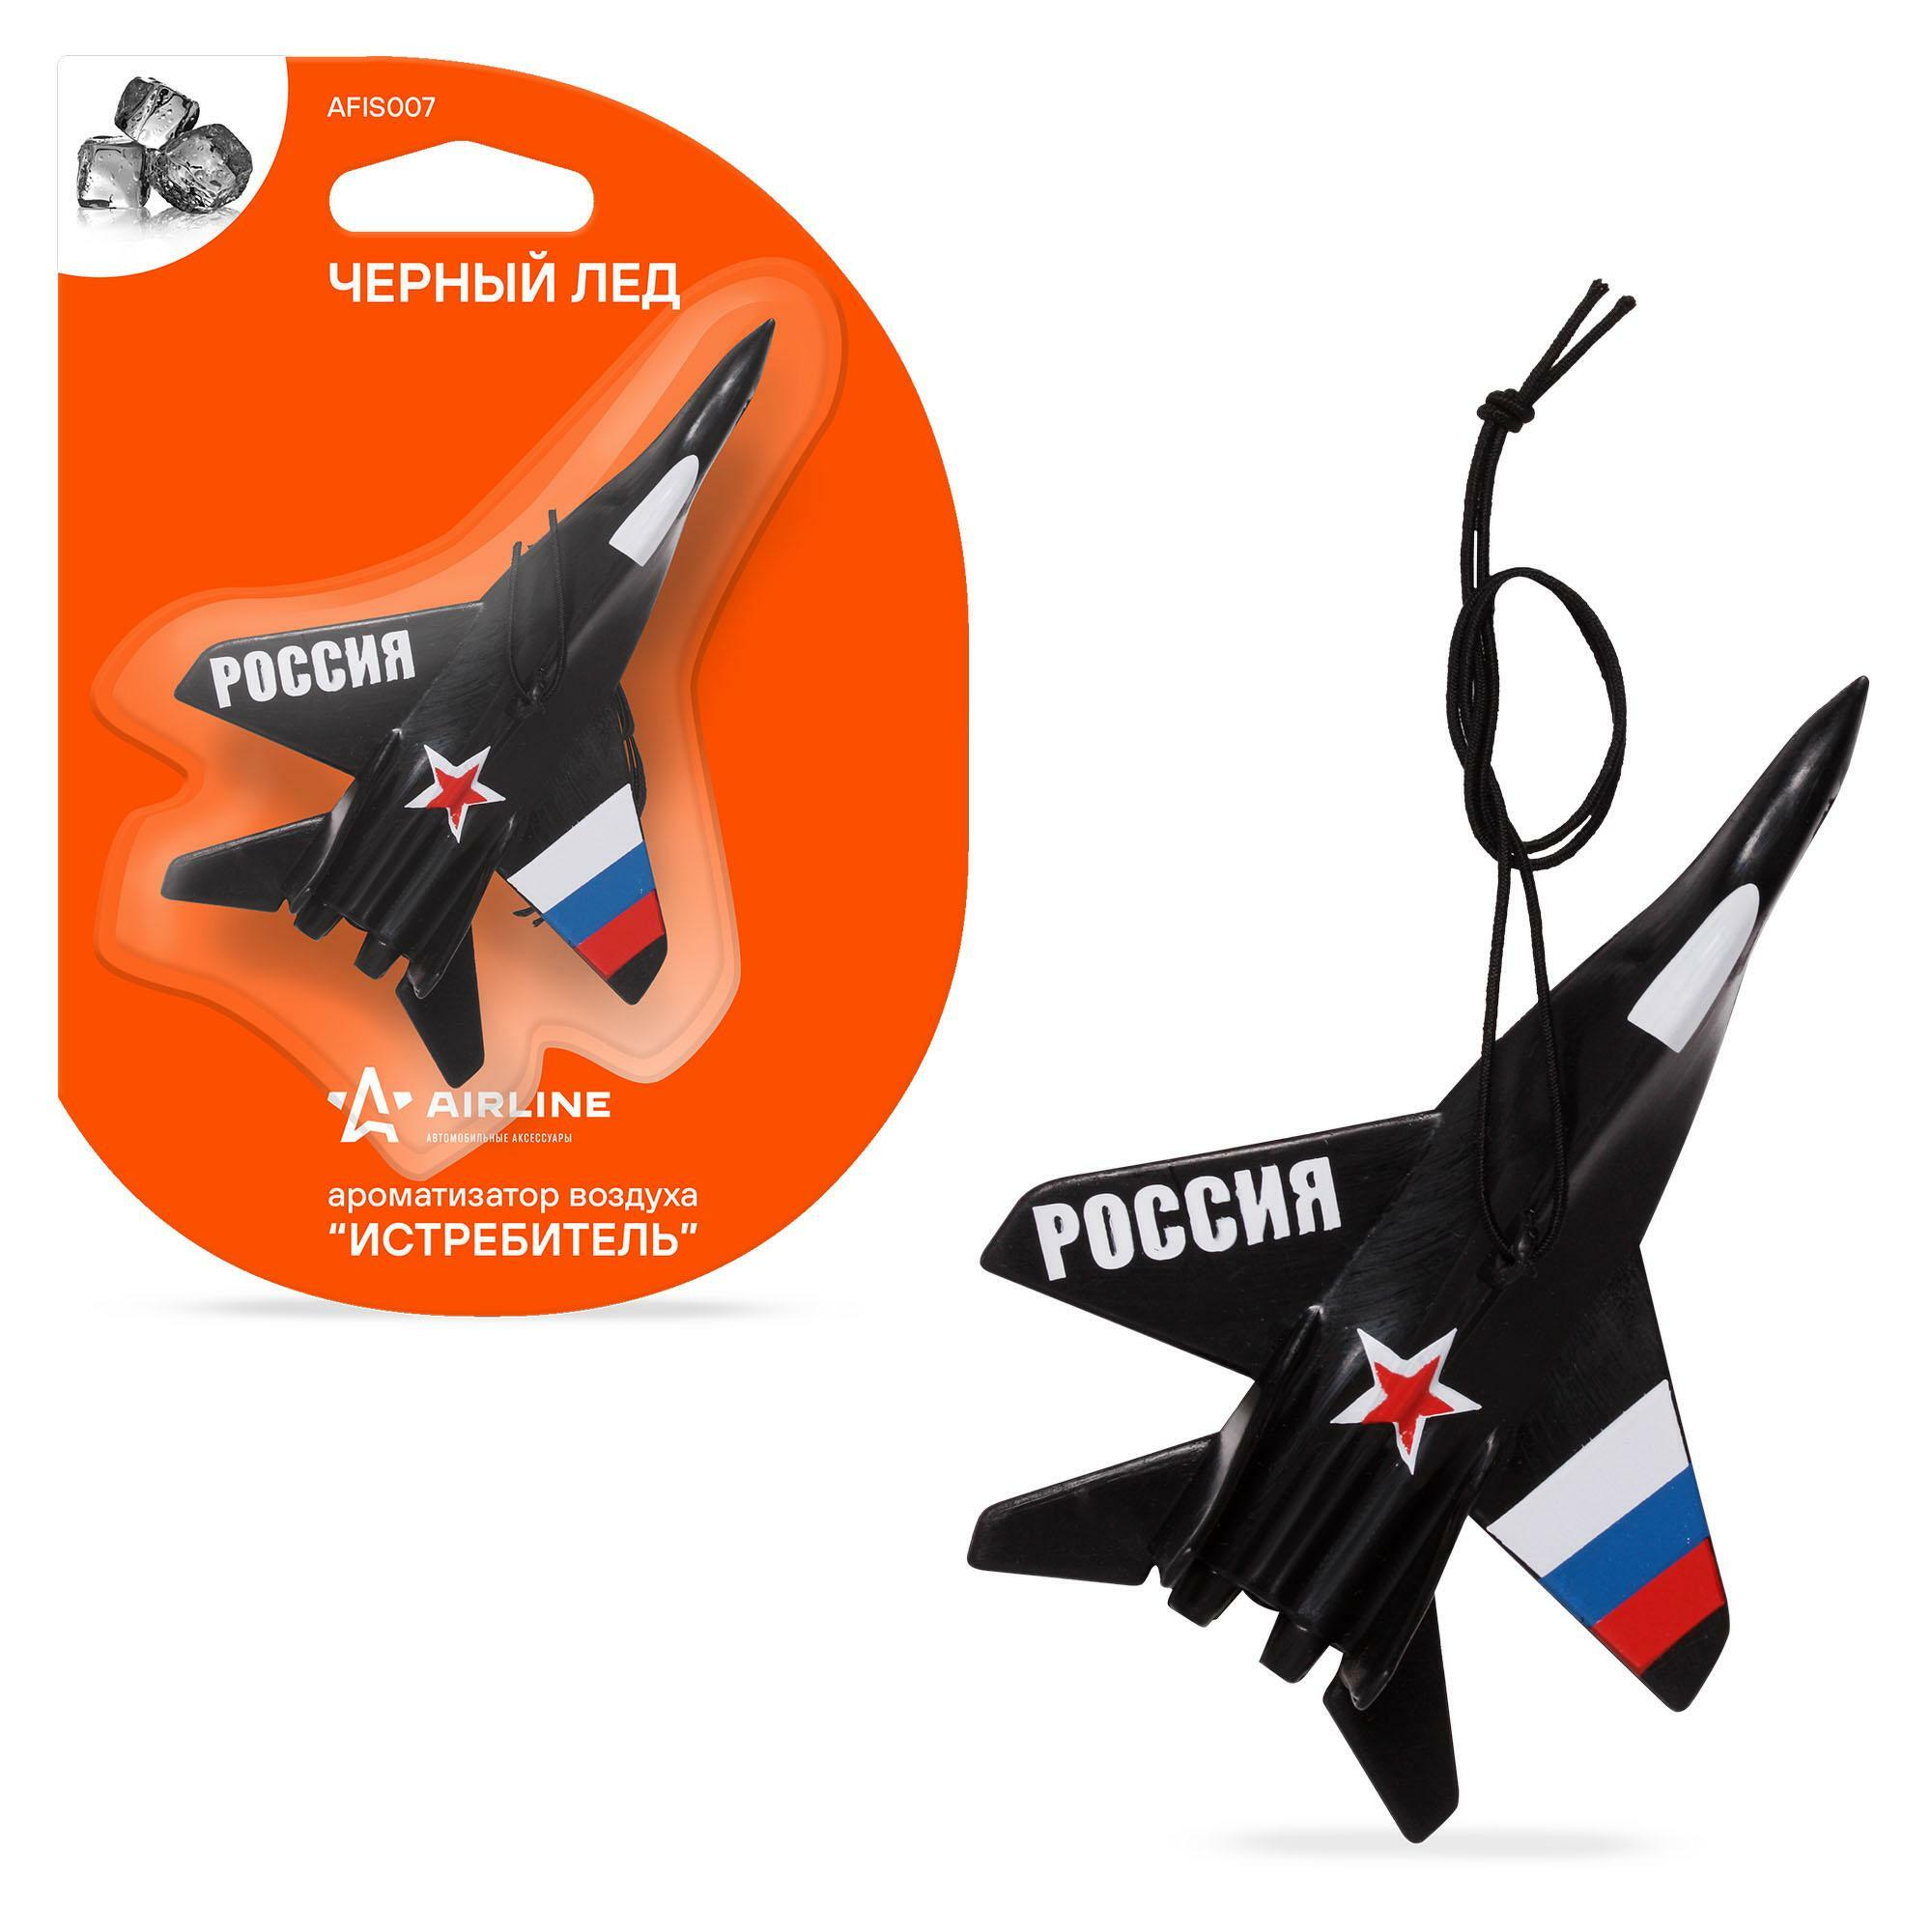 AFIS007
ЧЕРНЫЙ ЛЕД
РОССИЯ
AIRLINE
АВТОМОБИЛЬНЫЕ АКСЕССУАРЫ
ароматизатор воздуха
“ИСТРЕБИТЕЛЬ”
РОССИЯ